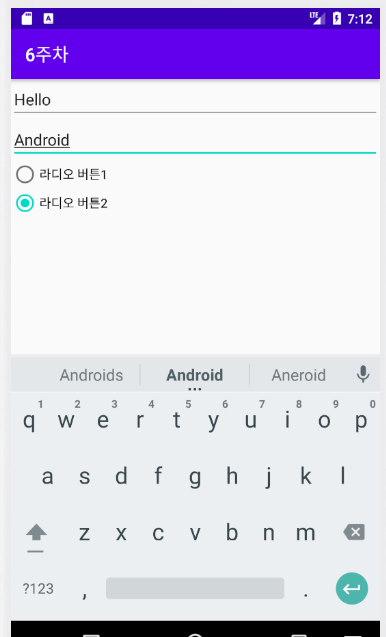 LTE 7:12
6주차
Hello
Android
라디오 버튼1
라디오 버튼2
Androids Android Aneroid
1 2 3 4 5 6 7 8 9 0
q w e r t y u i o p
a s d f g h j k l
z x c v b n m
?123 , .